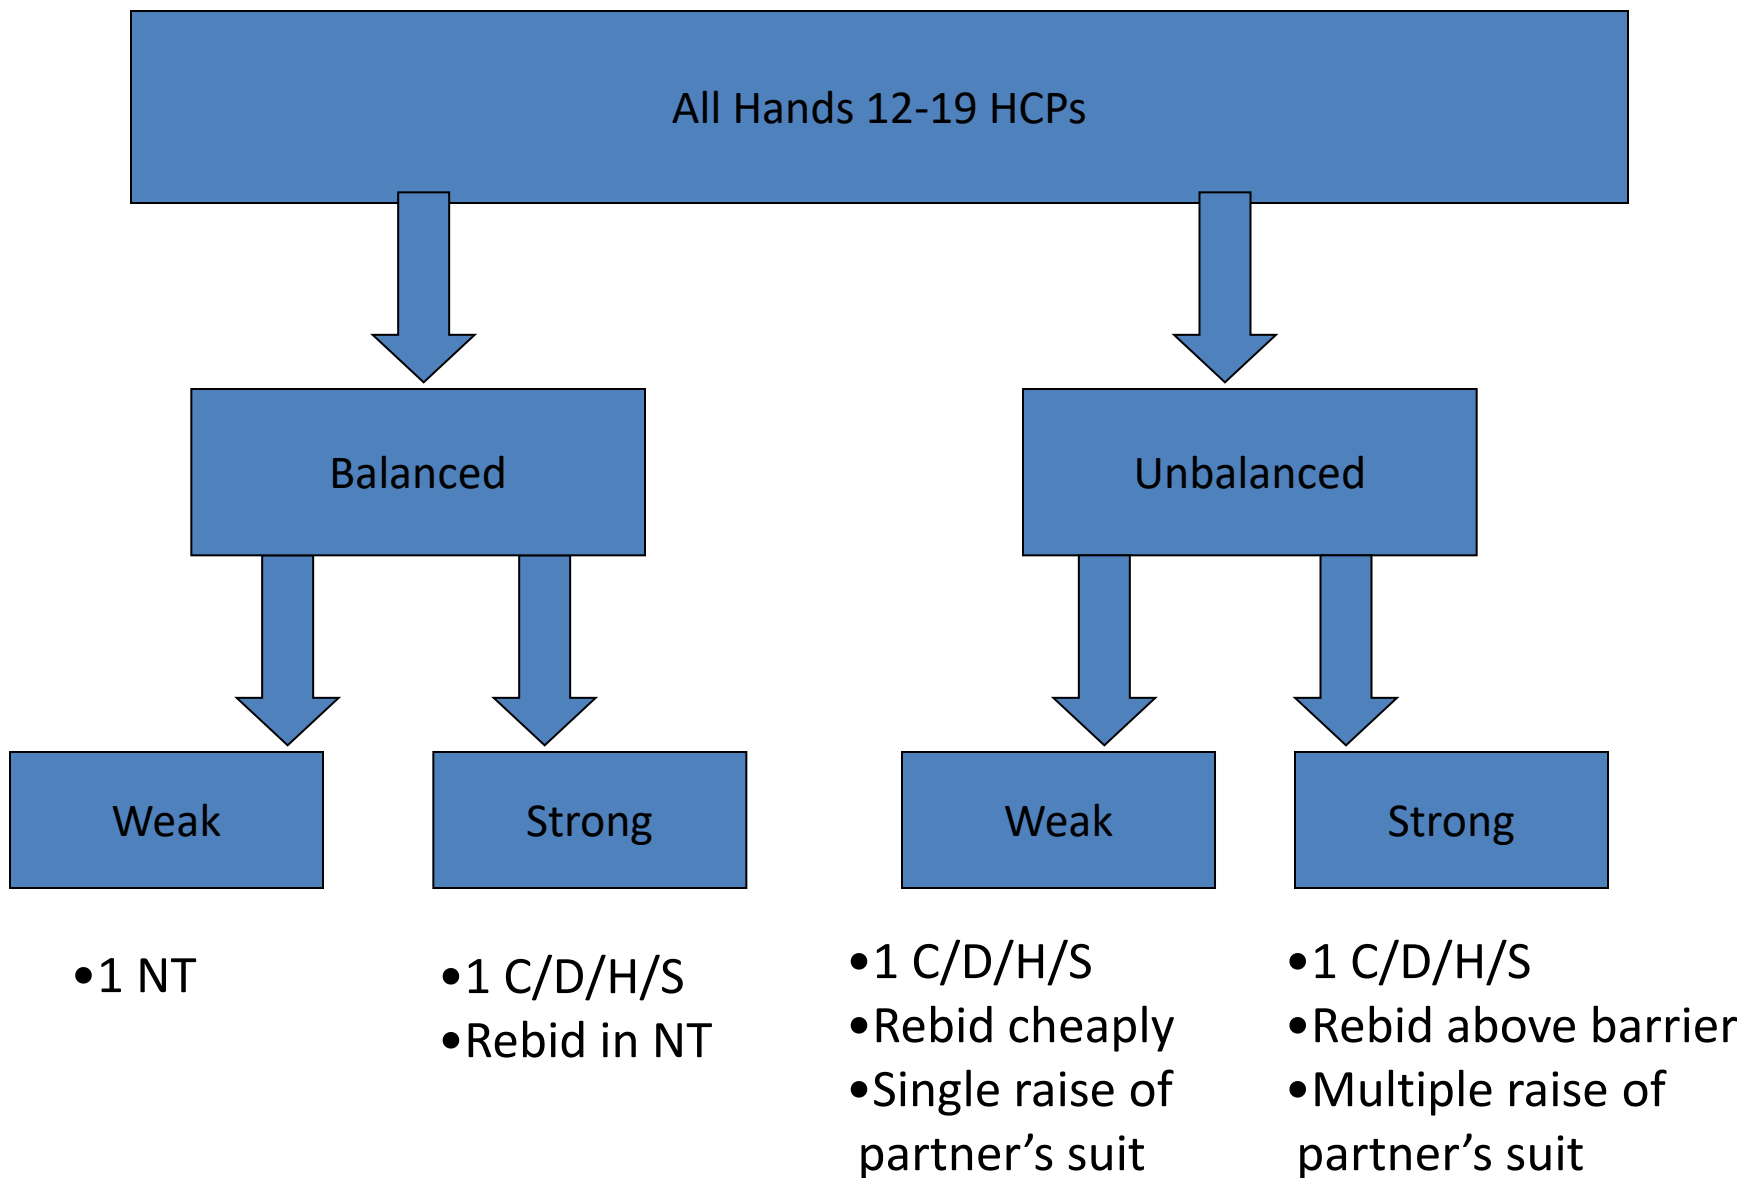 All Hands 12-19 HCPs
Balanced
Unbalanced
Weak
Strong
Weak
Strong
•1 NT
•1 C/D/H/S
•Rebid in NT
•1 C/D/H/S
•Rebid cheaply
•Single raise of
partner’s suit
•1 C/D/H/S
•Rebid above barrier
•Multiple raise of
partner’s suit